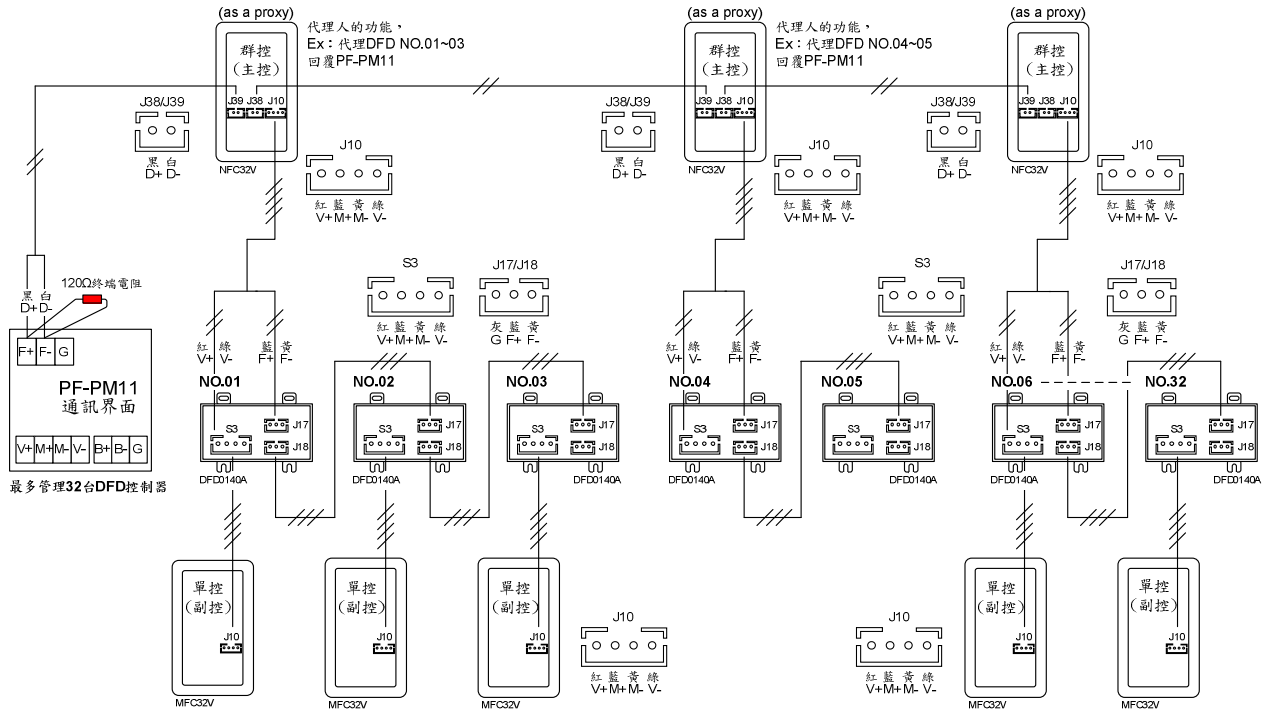 (as a proxy)
代理人的功能，
Ex：代理DFD NO.01~03
回覆PF-PM11
群控
（主控）
J39 J38 J10
NFC32V
J38/J39
黑 白
D+ D-
J10
紅 藍 黃 綠
V+ M+ M- V-
(as a proxy)
代理人的功能，
Ex：代理DFD NO.04~05
回覆PF-PM11
群控
（主控）
J39 J38 J10
NFC32V
J38/J39
黑 白
D+ D-
J10
紅 藍 黃 綠
V+ M+ M- V-
(as a proxy)
群控
（主控）
J39 J38 J10
NFC32V
J38/J39
黑 白
D+ D-
J10
紅 藍 黃 綠
V+ M+ M- V-
120Ω終端電阻
黑 白
D+ D-
F+ F- G
PF-PM11
通訊界面
V+ M+ M- V- B+ B- G
最多管理32台DFD控制器
S3
紅 藍 黃 綠
V+ M+ M- V-
J17/J18
灰 藍 黃
G F+ F-
S3
紅 藍 黃 綠
V+ M+ M- V-
J17/J18
灰 藍 黃
G F+ F-
紅 綠
V+ V-
藍 黃
F+ F-
NO.01
S3
J17
J18
DFD0140A
NO.02
S3
J17
J18
DFD0140A
NO.03
S3
J17
J18
DFD0140A
紅 綠
V+ V-
藍 黃
F+ F-
NO.04
S3
J17
J18
DFD0140A
NO.05
S3
J17
J18
DFD0140A
紅 綠
V+ V-
藍 黃
F+ F-
NO.06
S3
J17
J18
DFD0140A
NO.32
S3
J17
J18
DFD0140A
單控
（副控）
J10
MFC32V
單控
（副控）
J10
MFC32V
單控
（副控）
J10
MFC32V
J10
紅 藍 黃 綠
V+ M+ M- V-
J10
紅 藍 黃 綠
V+ M+ M- V-
單控
（副控）
J10
MFC32V
單控
（副控）
J10
MFC32V